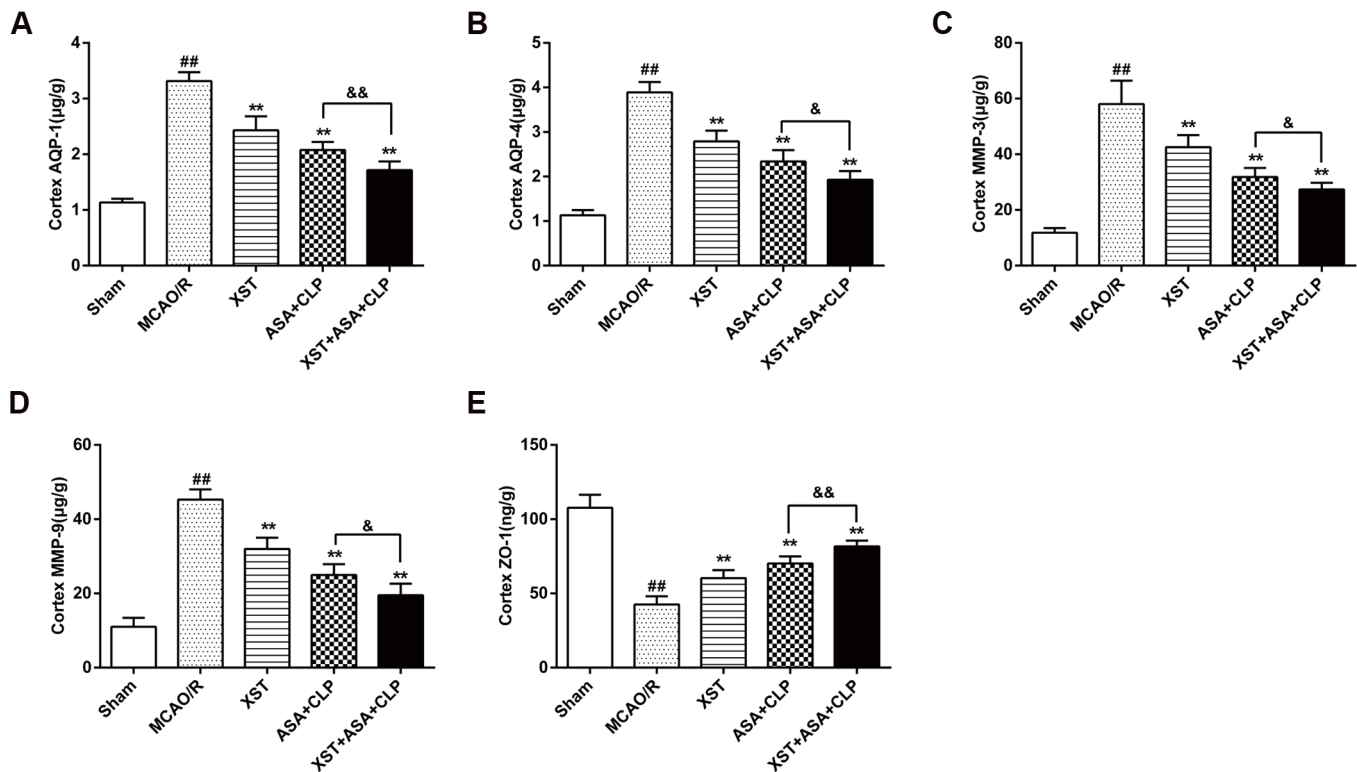 A
Cortex AQP-1(μg/g)
4
3
2
1
0
##
**
**
&&
**
Sham
MCAO/R
XST
ASA+CLP
XST+ASA+CLP
B
Cortex AQP-4(μg/g)
5
4
3
2
1
0
##
**
**
&
**
Sham
MCAO/R
XST
ASA+CLP
XST+ASA+CLP
C
Cortex MMP-3(μg/g)
80
60
40
20
0
##
**
**
&
**
Sham
MCAO/R
XST
ASA+CLP
XST+ASA+CLP
D
Cortex MMP-9(μg/g)
60
40
20
0
##
**
**
&
**
Sham
MCAO/R
XST
ASA+CLP
XST+ASA+CLP
E
Cortex ZO-1(ng/g)
150
100
50
0
##
**
**
&&
**
Sham
MCAO/R
XST
ASA+CLP
XST+ASA+CLP